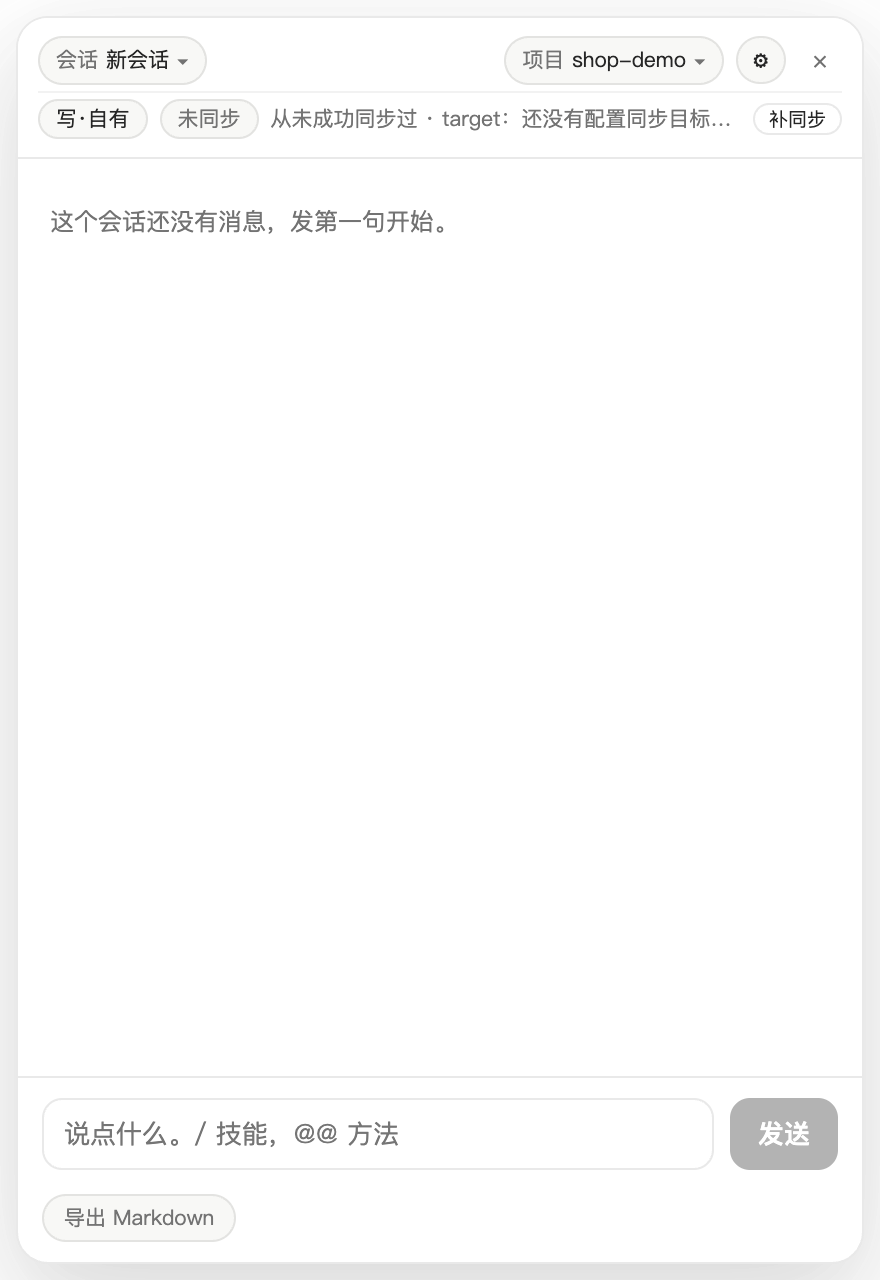 会话 新会话
项目 shop-demo
写·自有 未同步 从未成功同步过 · target: 还没有配置同步目标… 补同步
这个会话还没有消息，发第一句开始。
说点什么。/ 技能，@@ 方法
发送
导出 Markdown